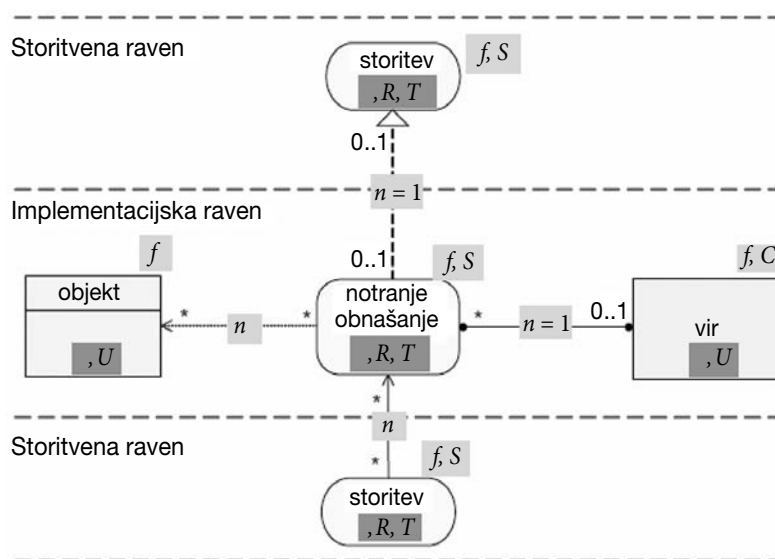 Storitvena raven
storitev
f, S
, R, T
0..1
n = 1
Implementacijska raven
0..1
f
f, S
f, C
objekt
notranje
obnašanje
*
n
*
*
n = 1
0..1
vir
, U
, R, T
, U
*
n
Storitvena raven
*
f, S
storitev
, R, T